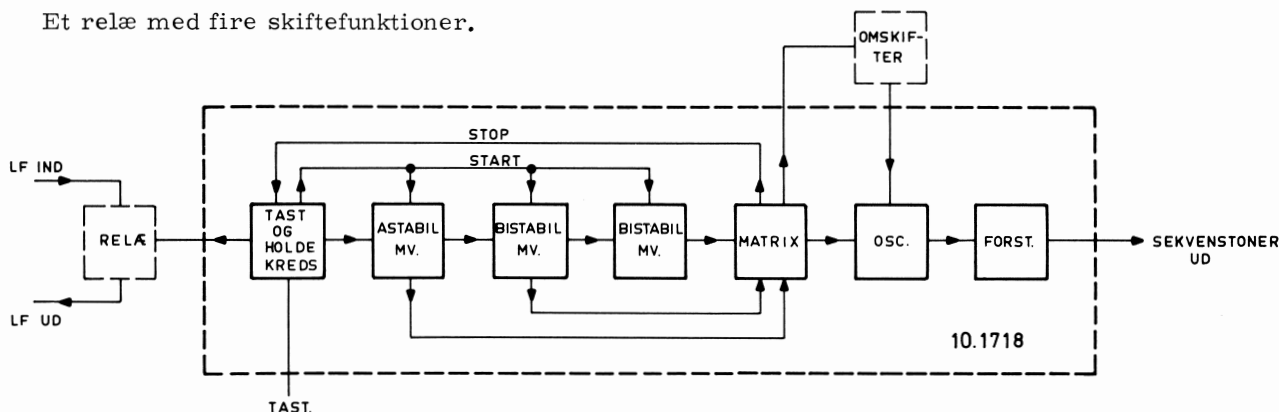 Et relæ med fire skiftefunktioner.
OMSKIF-
TER
STOP
START
LF IND
RELÆ
LF UD
TAST
OG
HOLDE
KREDS
ASTABIL
MV.
BISTABIL
MV.
BISTABIL
MV.
MATRIX
OSC.
FORST.
SEKVENSTONER
UD
10.1718
TAST.